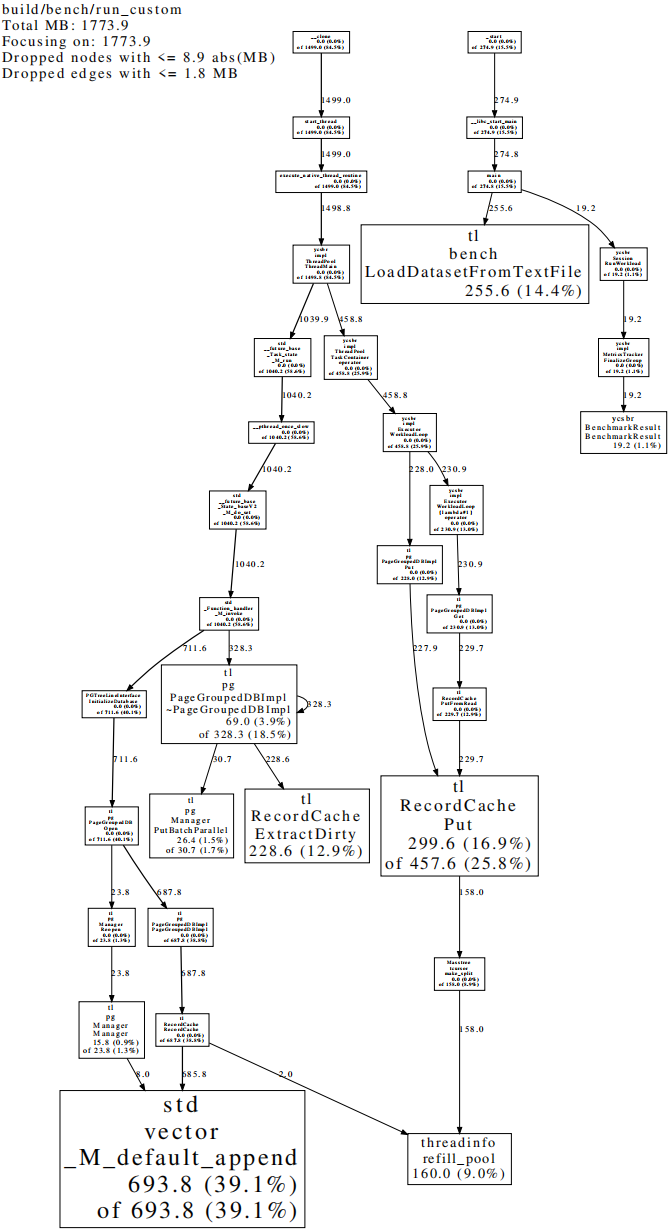 build/bench/run_custom
Total MB: 1773.9
Focusing on: 1773.9
Dropped nodes with <= 8.9 abs(MB)
Dropped edges with <= 1.8 MB
__clone
0.0 (0.0%)
of 1499.0 (84.5%)
_start
0.0 (0.0%)
of 274.9 (15.5%)
1499.0
274.9
start_thread
0.0 (0.0%)
of 1499.0 (84.5%)
__libc_start_main
0.0 (0.0%)
of 274.9 (15.5%)
1499.0
274.8
execute_native_thread_routine
0.0 (0.0%)
of 1499.0 (84.5%)
main
0.0 (0.0%)
of 274.8 (15.5%)
1498.8
255.6
19.2
ycsbr
impl
ThreadPool
ThreadMain
0.0 (0.0%)
of 1498.8 (84.5%)
tl
bench
LoadDatasetFromTextFile
255.6 (14.4%)
ycsbr
Session
RunWorkload
0.0 (0.0%)
of 19.2 (1.1%)
1039.9
458.8
19.2
std
__future_base
_Task_state
_M_run
0.0 (0.0%)
of 1040.2 (58.6%)
ycsbr
impl
ThreadPool
TaskContainer
operator
0.0 (0.0%)
of 458.8 (25.9%)
ycsbr
impl
MetricsTracker
FinalizeGroup
0.0 (0.0%)
of 19.2 (1.1%)
1040.2
458.8
19.2
__pthread_once_slow
0.0 (0.0%)
of 1040.2 (58.6%)
ycsbr
impl
Executor
WorkloadLoop
0.0 (0.0%)
of 458.8 (25.9%)
ycsbr
BenchmarkResult
BenchmarkResult
19.2 (1.1%)
1040.2
228.0
230.9
std
__future_base
_State_baseV2
_M_do_set
0.0 (0.0%)
of 1040.2 (58.6%)
ycsbr
impl
Executor
WorkloadLoop
{lambda#1}
operator
0.0 (0.0%)
of 230.9 (13.0%)
1040.2
tl
pg
PageGroupedDBImpl
Put
0.0 (0.0%)
of 228.0 (12.9%)
230.9
std
_Function_handler
_M_invoke
0.0 (0.0%)
of 1040.2 (58.6%)
tl
pg
PageGroupedDBImpl
Get
0.0 (0.0%)
of 230.9 (13.0%)
711.6
328.3
227.9
229.7
PGTreeLineInterface
InitializeDatabase
0.0 (0.0%)
of 711.6 (40.1%)
tl
pg
PageGroupedDBImpl
~PageGroupedDBImpl
69.0 (3.9%)
of 328.3 (18.5%)
328.3
tl
RecordCache
PutFromRead
0.0 (0.0%)
of 229.7 (12.9%)
711.6
30.7
228.6
229.7
tl
pg
PageGroupedDB
Open
0.0 (0.0%)
of 711.6 (40.1%)
tl
pg
Manager
PutBatchParallel
26.4 (1.5%)
of 30.7 (1.7%)
tl
RecordCache
ExtractDirty
228.6 (12.9%)
tl
RecordCache
Put
299.6 (16.9%)
of 457.6 (25.8%)
23.8
687.8
158.0
tl
pg
Manager
Reopen
0.0 (0.0%)
of 23.8 (1.3%)
tl
pg
PageGroupedDBImpl
PageGroupedDBImpl
0.0 (0.0%)
of 687.8 (38.8%)
Masstree
tcursor
make_split
0.0 (0.0%)
of 158.0 (8.9%)
23.8
687.8
tl
pg
Manager
Manager
15.8 (0.9%)
of 23.8 (1.3%)
tl
RecordCache
RecordCache
0.0 (0.0%)
of 687.8 (38.8%)
158.0
8.0
685.8
2.0
std
vector
_M_default_append
693.8 (39.1%)
of 693.8 (39.1%)
threadinfo
refill_pool
160.0 (9.0%)